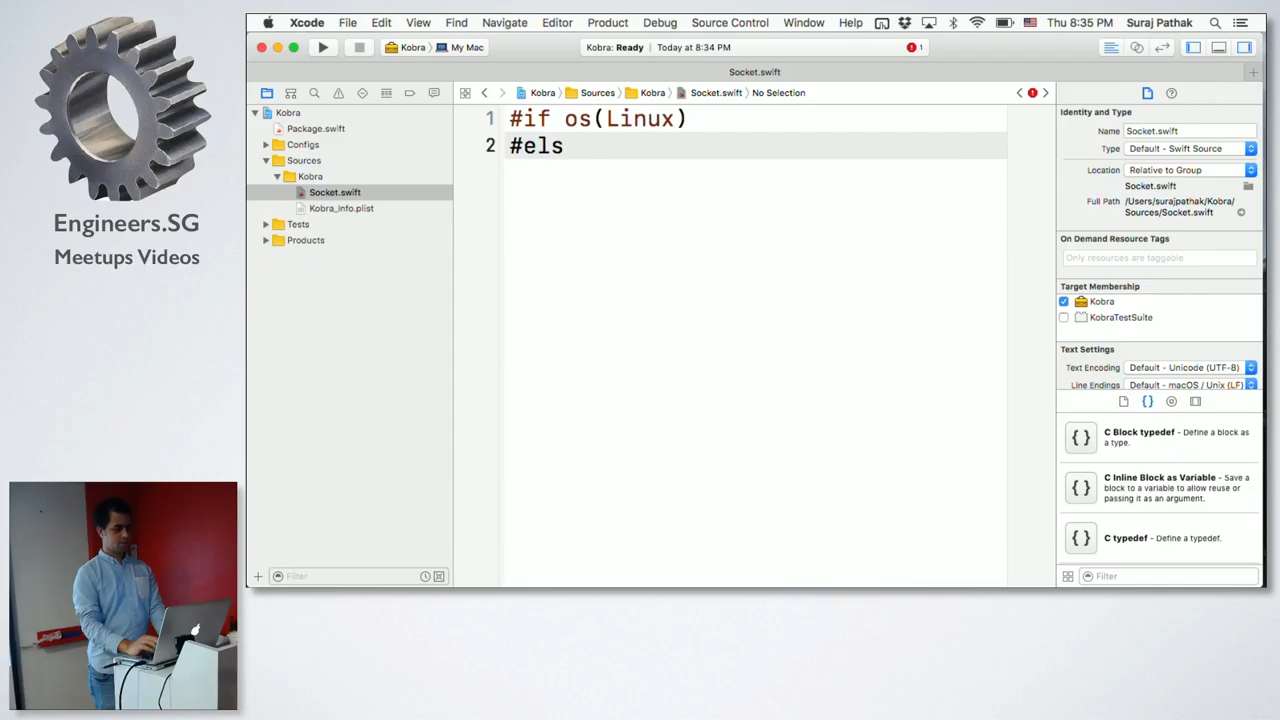 Engineers.SG
Meetups Videos
Xcode File Edit View Find Navigate Editor Product Debug Source Control Window Help Thu 8:35 PM Suraj Pathak
Kobra My Mac Kobra: Ready Today at 8:34 PM 1
Socket.swift
Kobra Sources Kobra Socket.swift No Selection
Kobra
Package.swift
Configs
Sources
Kobra
Socket.swift
Kobra_Info.plist
Tests
Products
Filter
1 #if os(Linux)
2 #els
Identity and Type
Name Socket.swift
Type Default - Swift Source
Location Relative to Group
Socket.swift
Full Path /Users/surajpathak/Kobra/
Sources/Socket.swift
On Demand Resource Tags
Only resources are taggable
Target Membership
Kobra
KobraTestSuite
Text Settings
Text Encoding Default - Unicode (UTF-8)
Line Endings Default - macOS / Unix (LF)
{ } C Block typedef - Define a block as
a type.
{ } C Inline Block as Variable - Save a
block to a variable to allow reuse or
passing it as an argument.
{ } C typedef - Define a typedef.
Filter